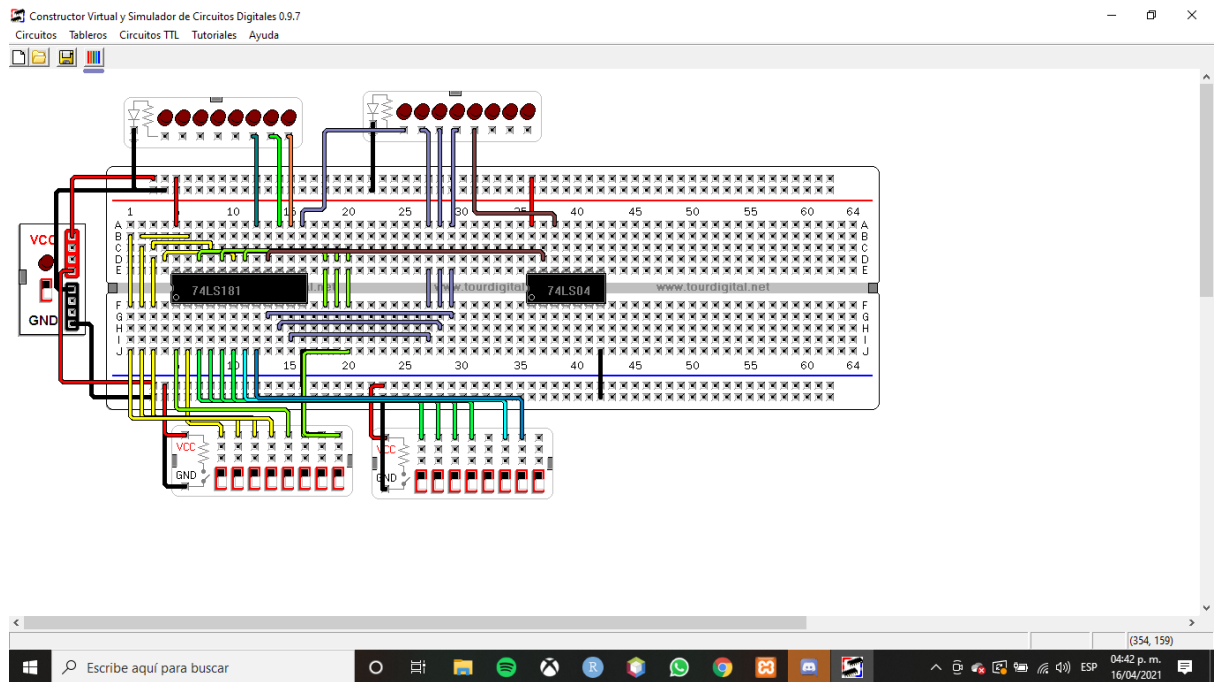 Constructor Virtual y Simulador de Circuitos Digitales 0.9.7
Circuitos Tableros Circuitos TTL Tutoriales Ayuda
1 10 15 20 25 30 35 40 45 50 55 60 64
A A
B B
C C
D D
E E
VCC
GND
74LS181
www.tourdigital.net
74LS04
www.tourdigital.net
F F
G G
H H
I I
J J
10 15 20 25 30 35 40 45 50 55 60 64
VCC
GND
VCC
GND
(354, 159)
Escribe aquí para buscar
ESP
04:42 p. m.
16/04/2021